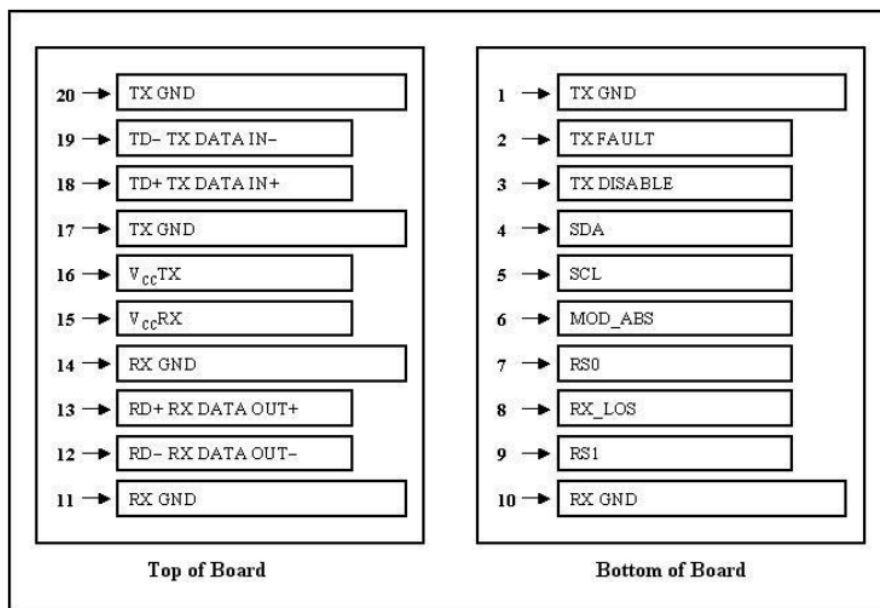 20 TX GND
19 TD− TX DATA IN−
18 TD+ TX DATA IN+
17 TX GND
16 VCCTX
15 VCCRX
14 RX GND
13 RD+ RX DATA OUT+
12 RD− RX DATA OUT−
11 RX GND
Top of Board
1 TX GND
2 TX FAULT
3 TX DISABLE
4 SDA
5 SCL
6 MOD_ABS
7 RS0
8 RX_LOS
9 RS1
10 RX GND
Bottom of Board